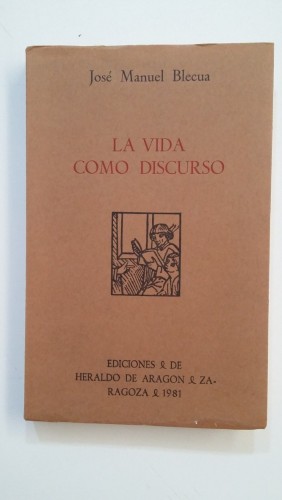 José Manuel Blecua
LA VIDA
COMO DISCURSO
EDICIONES & DE
HERALDO DE ARAGON & ZA-
RAGOZA & 1981